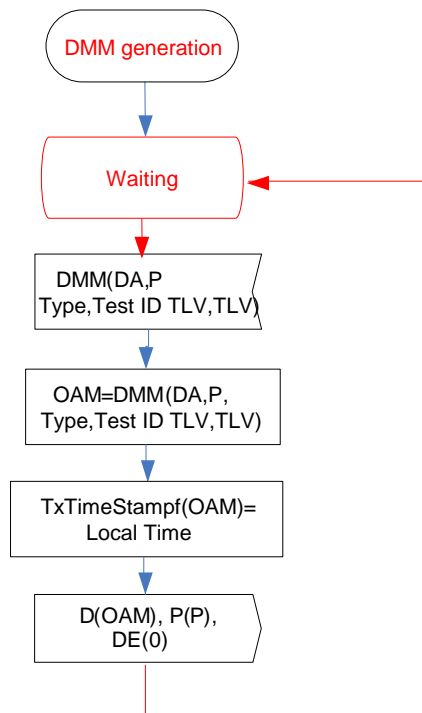 DMM generation
Waiting
DMM(DA,P
Type,Test ID TLV,TLV)
OAM=DMM(DA,P,
Type,Test ID TLV,TLV)
TxTimeStampf(OAM)=
Local Time
D(OAM), P(P),
DE(0)